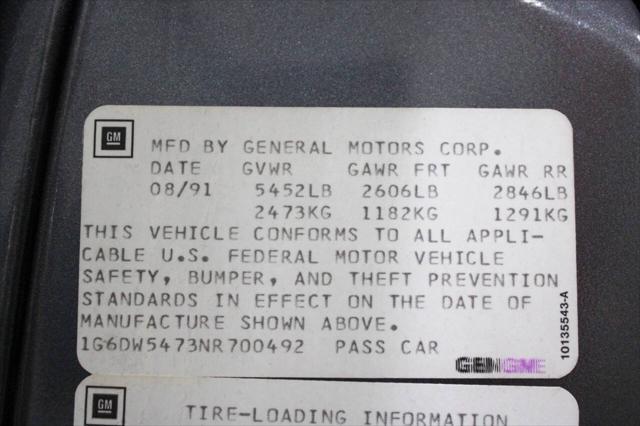 GM
MFD BY GENERAL MOTORS CORP.
DATE GVWR GAWR FRT GAWR RR
08/91 5452LB 2606LB 2846LB
2473KG 1182KG 1291KG
THIS VEHICLE CONFORMS TO ALL APPLI-
CABLE U.S. FEDERAL MOTOR VEHICLE
SAFETY, BUMPER, AND THEFT PREVENTION
STANDARDS IN EFFECT ON THE DATE OF
MANUFACTURE SHOWN ABOVE.
1G6DW5473NR700492 PASS CAR
10135543-A
GM
TIRE-LOADING INFORMATION